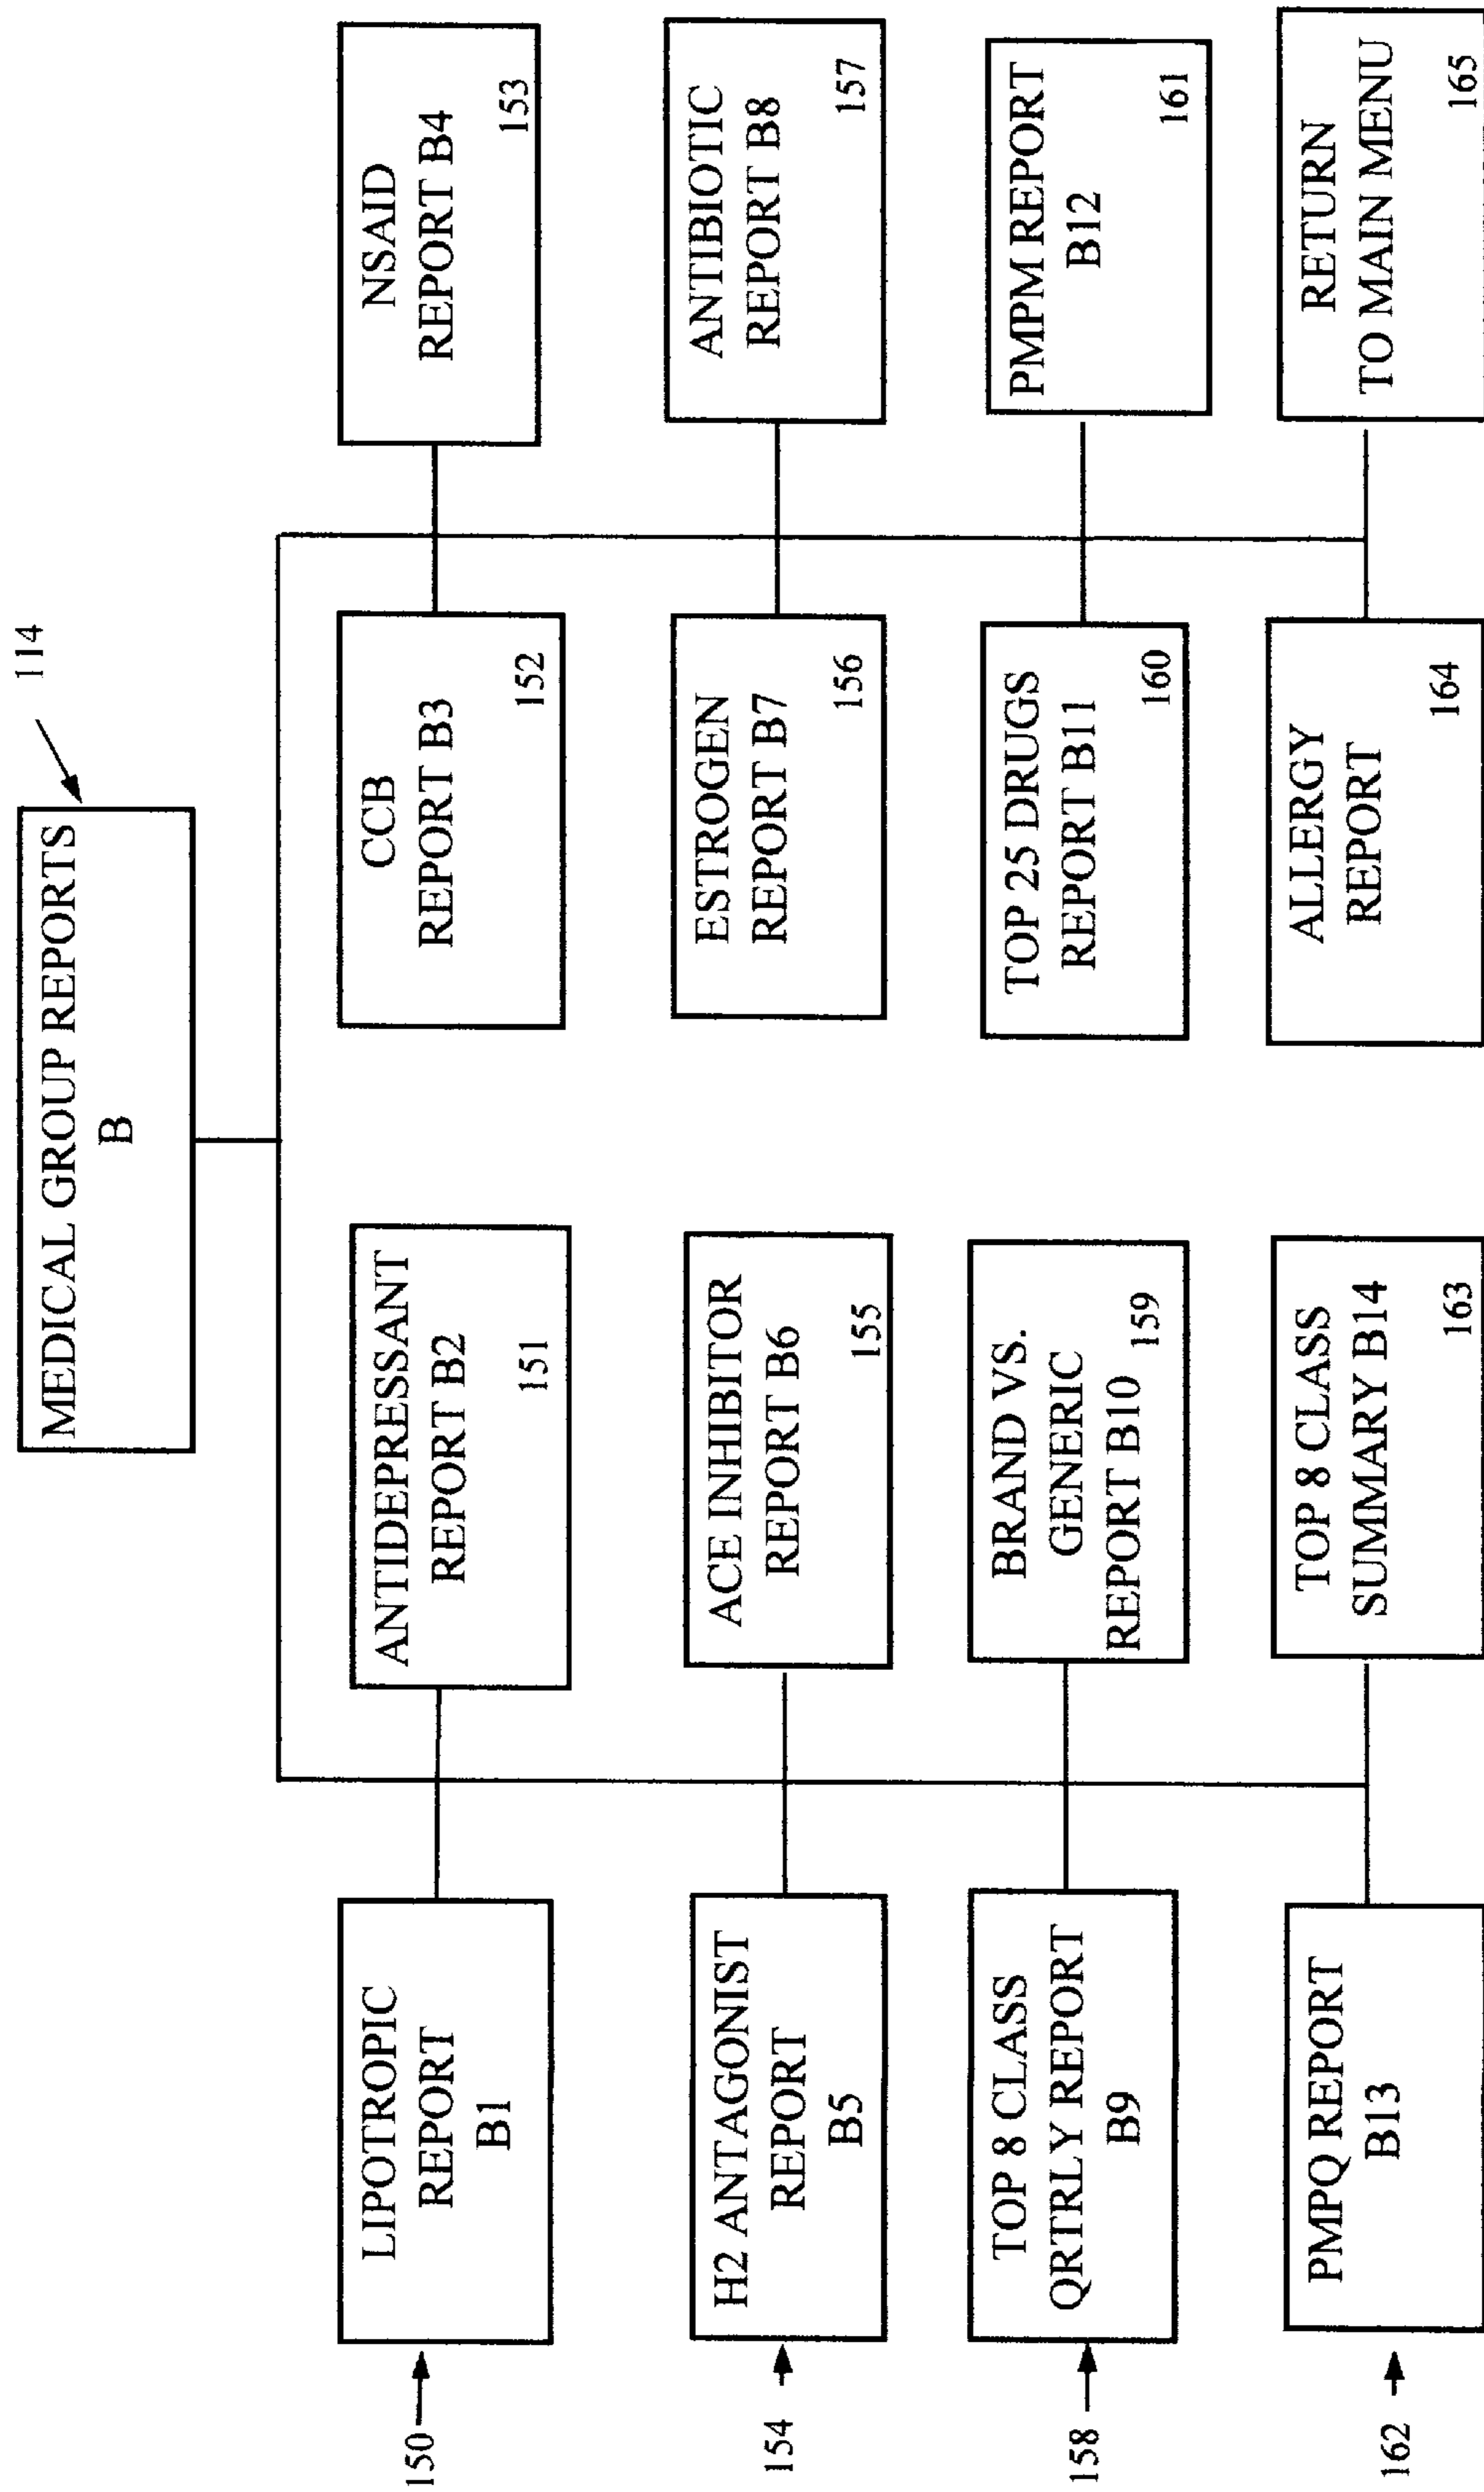 114
MEDICAL GROUP REPORTS
B
150
LIPOTROPIC
REPORT
B1
ANTIDEPRESSANT
REPORT B2
151
CCB
REPORT B3
152
NSAID
REPORT B4
153
154
H2 ANTAGONIST
REPORT
B5
ACE INHIBITOR
REPORT B6
155
ESTROGEN
REPORT B7
156
ANTIBIOTIC
REPORT B8
157
158
TOP 8 CLASS
QRTRLY REPORT
B9
BRAND VS.
GENERIC
REPORT B10
159
TOP 25 DRUGS
REPORT B11
160
PMPM REPORT
B12
161
162
PMPQ REPORT
B13
TOP 8 CLASS
SUMMARY B14
163
ALLERGY
REPORT
164
RETURN
TO MAIN MENU
165